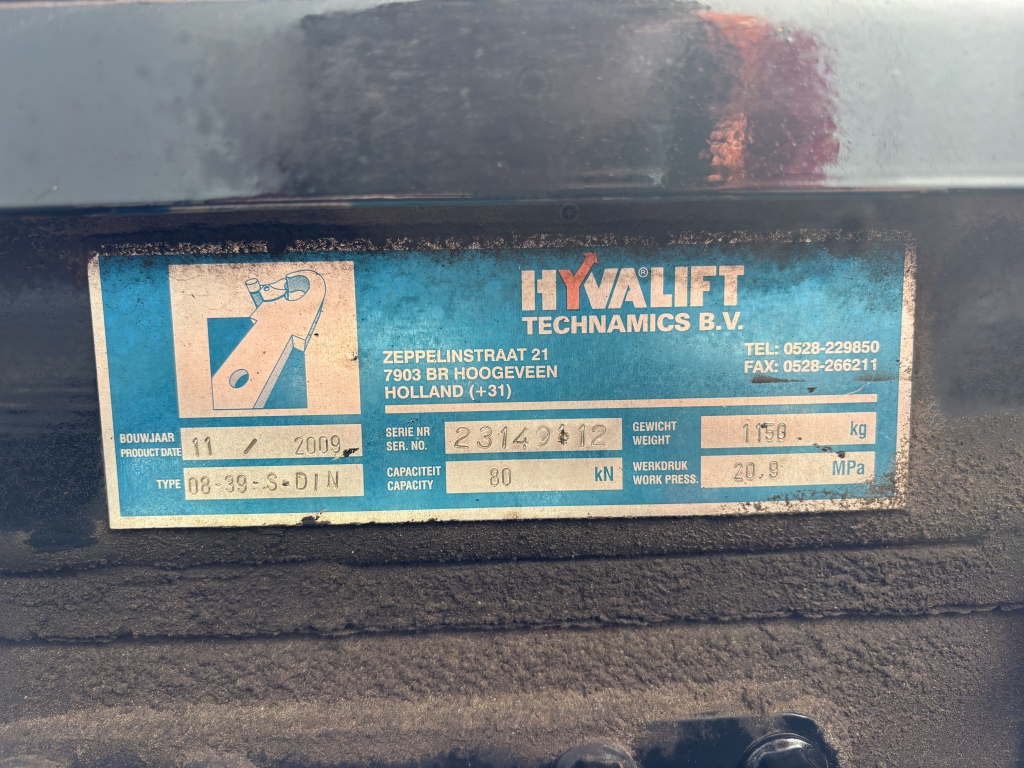 HYVALIFT®
TECHNAMICS B.V.
ZEPPELINSTRAAT 21
7903 BR HOOGEVEEN
HOLLAND (+31)
TEL: 0528-229850
FAX: 0528-266211
BOUWJAAR
PRODUCT DATE
11 / 2009
TYPE 08-39-S-DIN
SERIE NR
SER. NO.
CAPACITEIT
CAPACITY
80 kN
GEWICHT
WEIGHT
1150 kg
WERKDRUK
WORK PRESS.
20.9 MPa